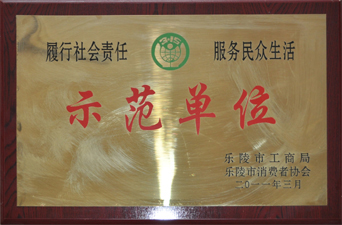 履行社会责任 服务民众生活
示范单位
乐陵市工商局
乐陵市消费者协会
二〇一一年三月